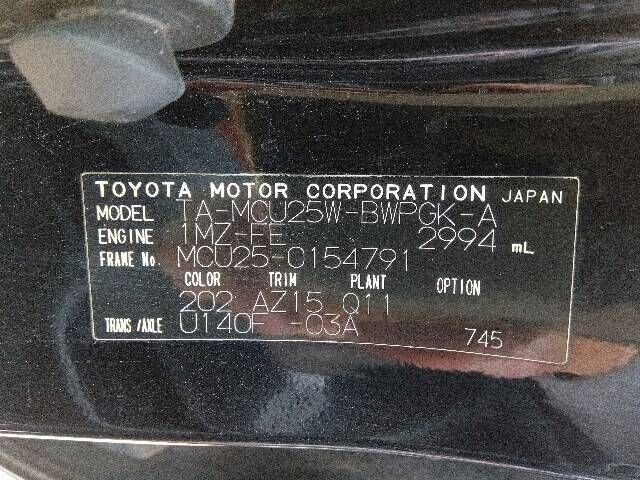 TOYOTA MOTOR CORPORATION JAPAN
MODEL TA-MCU25W-BWPGK-A
ENGINE 1MZ-FE 2994 mL
FRAME No. MCU25-0154791
COLOR TRIM PLANT OPTION
202 AZ15 Q11
TRANS/AXLE U140F -03A 745